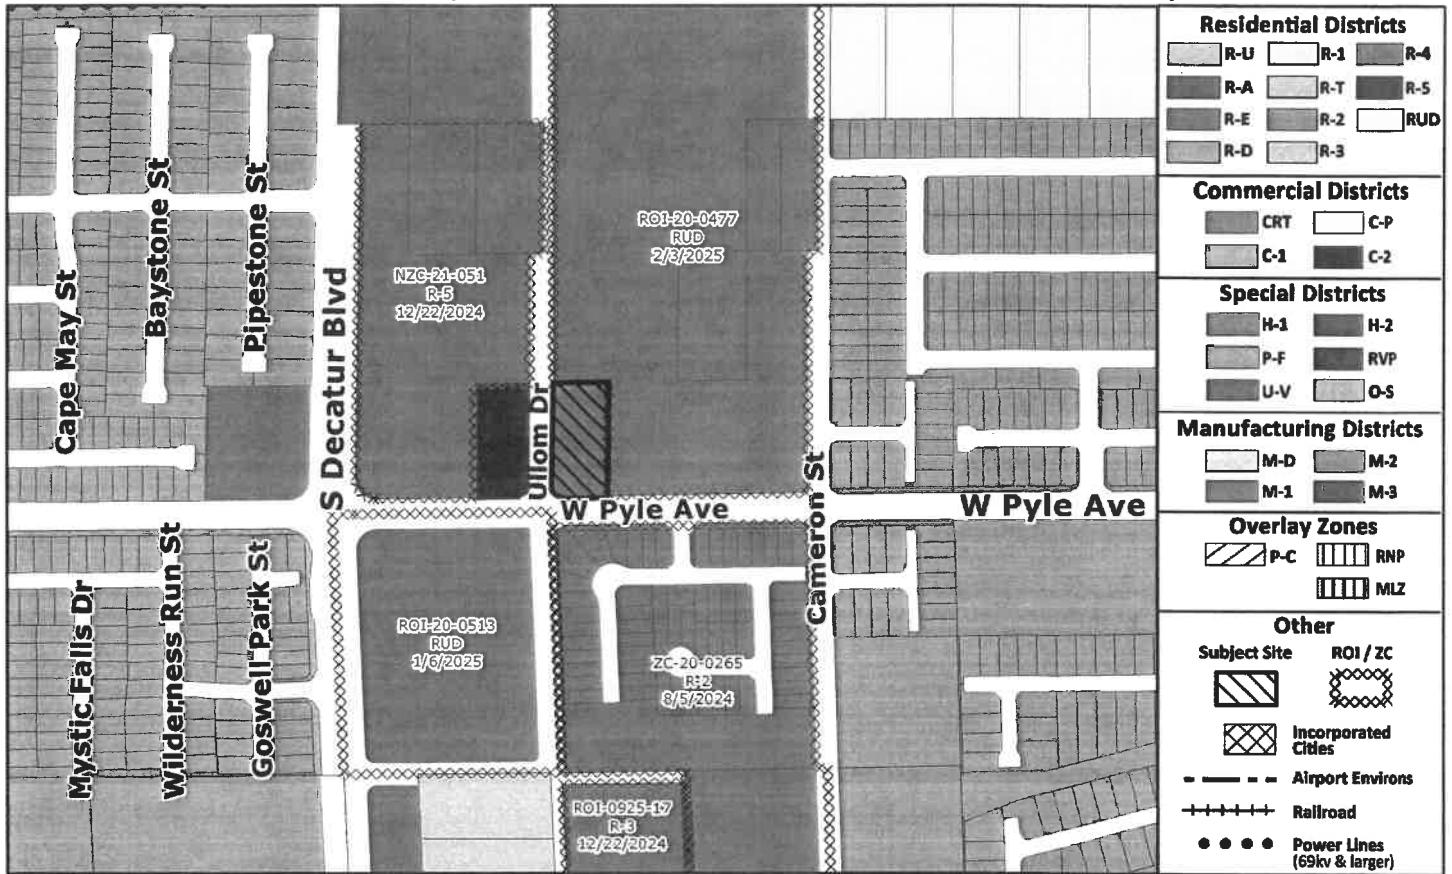 Cape May St
Baystone St
Pipestone St
S Decatur Blvd
NZC-21-051
R-5
12/22/2024
ROI-20-0477
RUD
2/3/2025
Ullom Dr
W Pyle Ave
Cameron St
W Pyle Ave
Mystic Falls Dr
Wilderness Run St
Goswell Park St
ROI-20-0513
RUD
1/6/2025
ZC-20-0265
R-2
8/5/2024
ROI-0925-17
R-3
12/22/2024
Residential Districts
R-U R-1 R-4
R-A R-T R-5
R-E R-2 RUD
R-D R-3
Commercial Districts
CRT C-P
C-1 C-2
Special Districts
H-1 H-2
P-F RVP
U-V O-S
Manufacturing Districts
M-D M-2
M-1 M-3
Overlay Zones
P-C RNP
MLZ
Other
Subject Site ROI / ZC
Incorporated
Cities
Airport Environs
Railroad
Power Lines
(69kv & larger)